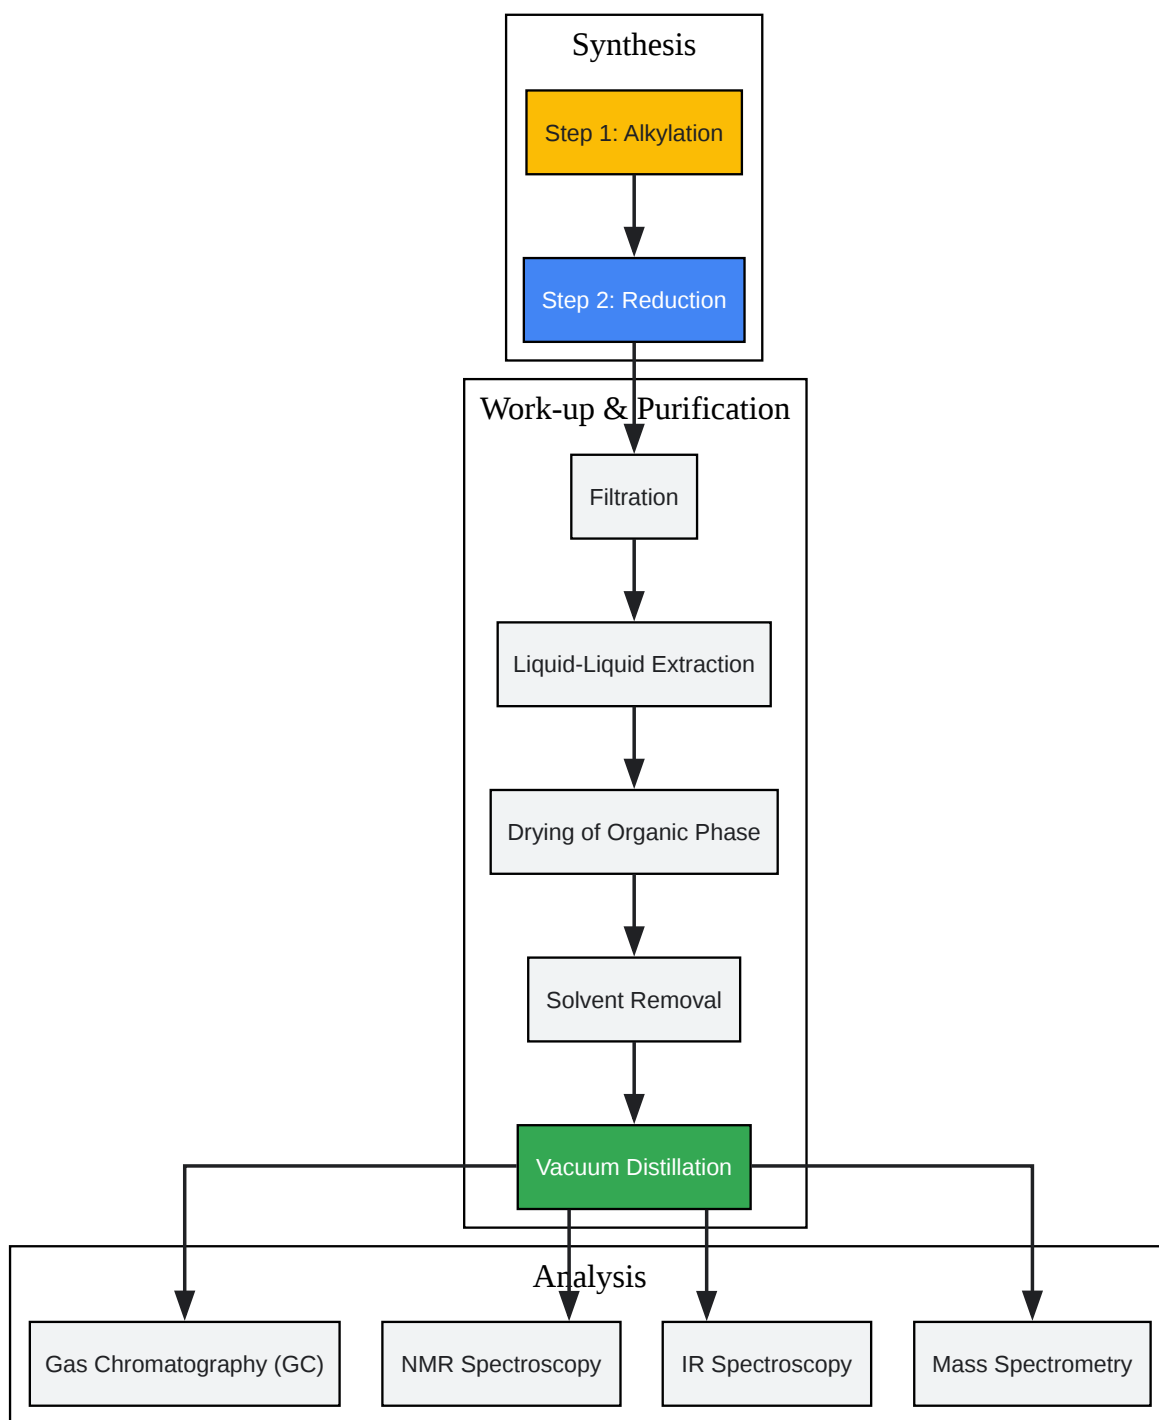 Synthesis
Step 1: Alkylation
Step 2: Reduction
Work-up & Purification
Filtration
Liquid-Liquid Extraction
Drying of Organic Phase
Solvent Removal
Vacuum Distillation
Analysis
Gas Chromatography (GC)
NMR Spectroscopy
IR Spectroscopy
Mass Spectrometry